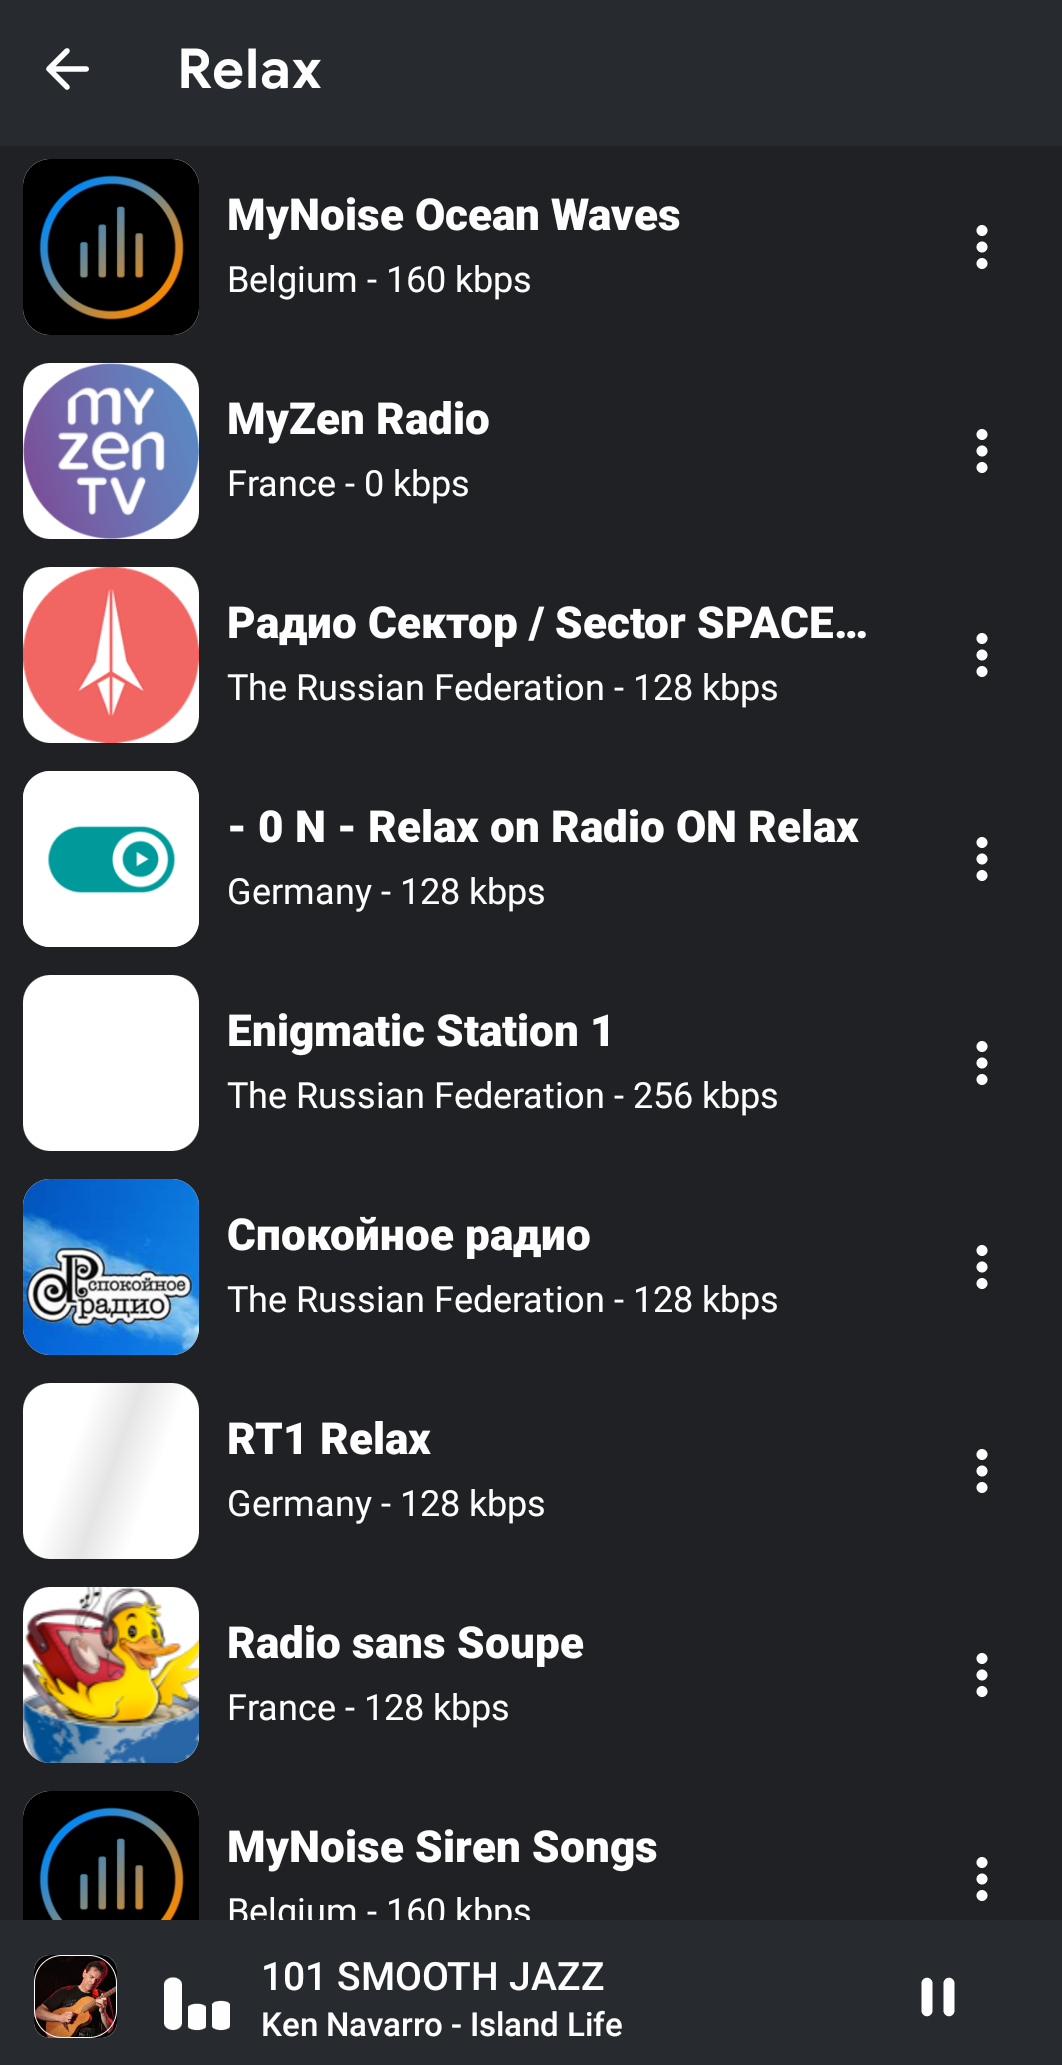 Relax
MyNoise Ocean Waves
Belgium - 160 kbps
my
zen
TV
MyZen Radio
France - 0 kbps
Радио Сектор / Sector SPACE...
The Russian Federation - 128 kbps
- 0 N - Relax on Radio ON Relax
Germany - 128 kbps
Enigmatic Station 1
The Russian Federation - 256 kbps
спокойное
радио
Спокойное радио
The Russian Federation - 128 kbps
RT1 Relax
Germany - 128 kbps
Radio sans Soupe
France - 128 kbps
MyNoise Siren Songs
Belgium - 160 kbps
101 SMOOTH JAZZ
Ken Navarro - Island Life